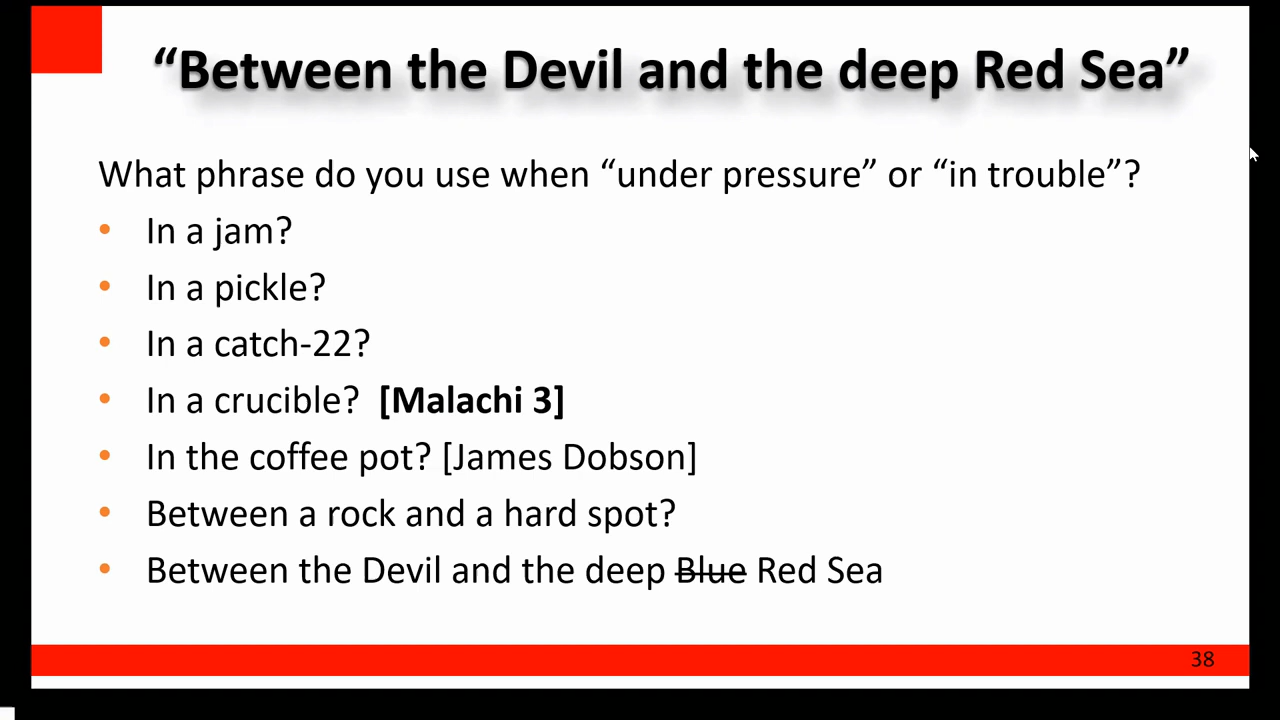 “Between the Devil and the deep Red Sea”
What phrase do you use when “under pressure” or “in trouble”?
• In a jam?
• In a pickle?
• In a catch-22?
• In a crucible? [Malachi 3]
• In the coffee pot? [James Dobson]
• Between a rock and a hard spot?
• Between the Devil and the deep Blue Red Sea
38